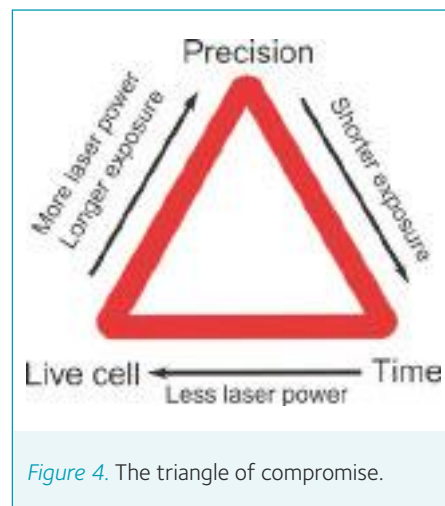 Precision
More laser power
Longer exposure
Shorter exposure
Live cell
Time
Less laser power
Figure 4. The triangle of compromise.